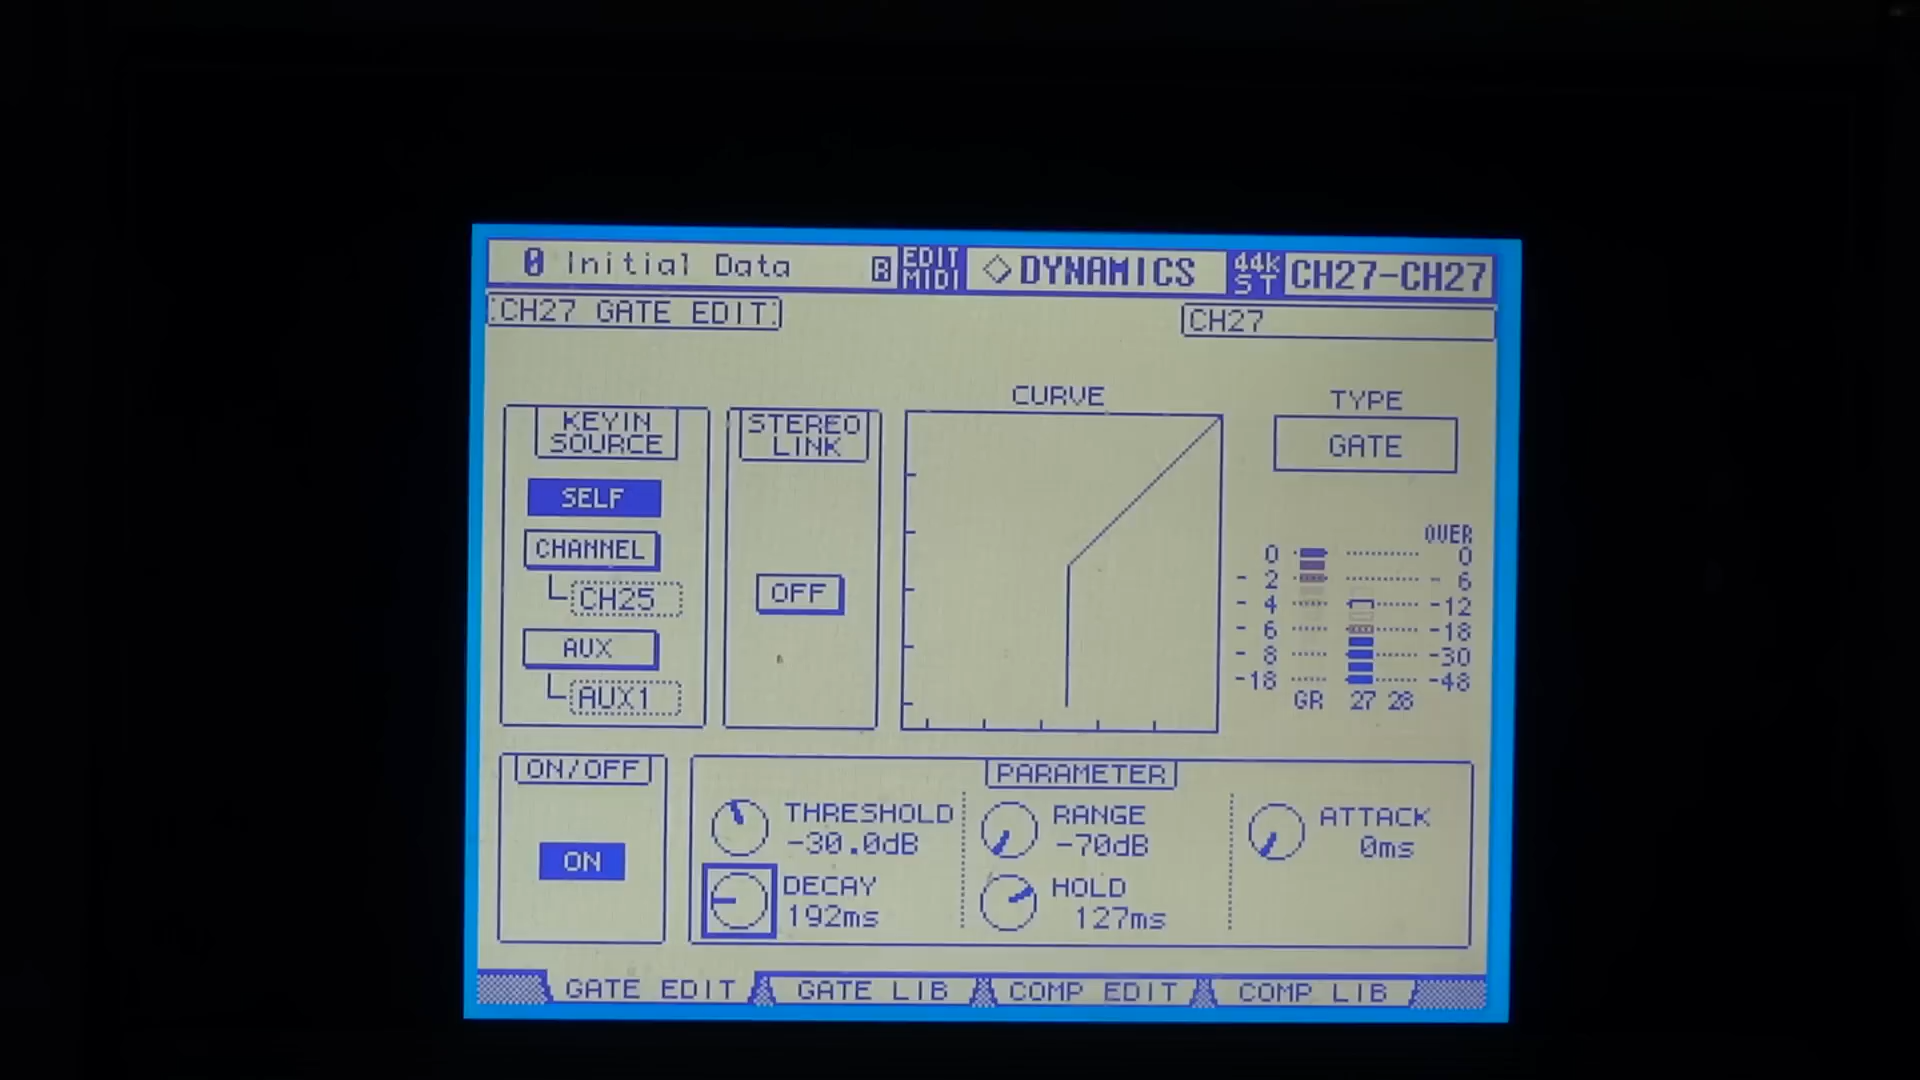 0 Initial Data R EDIT MIDI ◇DYNAMICS 44K ST CH27-CH27
CH27 GATE EDIT CH27
KEYIN SOURCE
SELF
CHANNEL
CH25
AUX
AUX1
STEREO LINK
OFF
CURVE
TYPE
GATE
OVER
0 0
- 2 - 6
- 4 -12
- 6 -18
- 8 -30
-18 -48
GR 27 28
ON/OFF
ON
PARAMETER
THRESHOLD
-30.0dB
RANGE
-70dB
ATTACK
0ms
DECAY
192ms
HOLD
127ms
GATE EDIT GATE LIB COMP EDIT COMP LIB